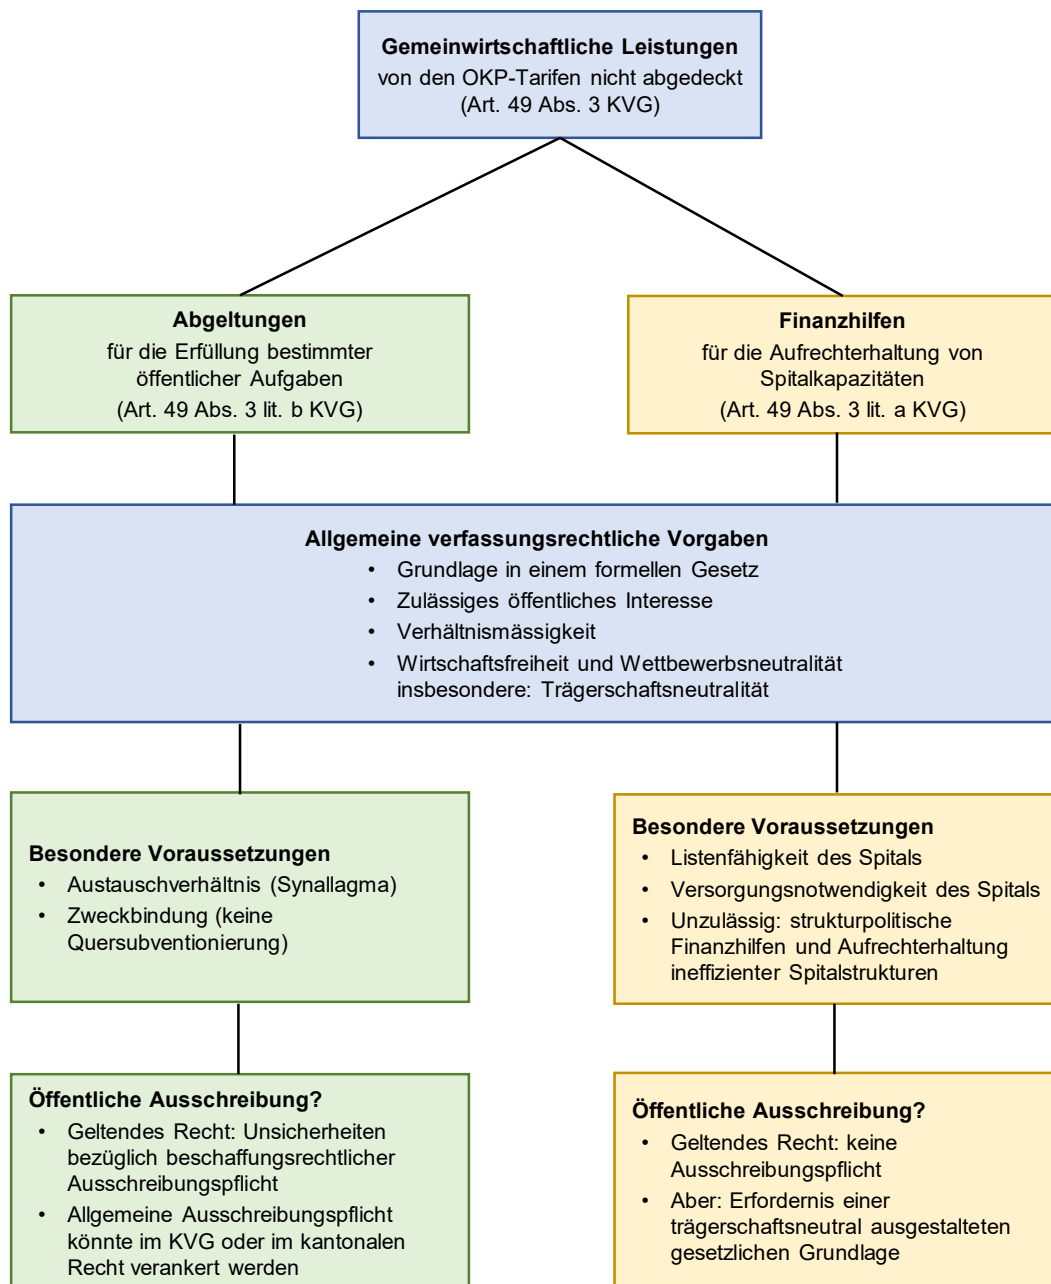 Gemeinwirtschaftliche Leistungen
von den OKP-Tarifen nicht abgedeckt
(Art. 49 Abs. 3 KVG)
Abgeltungen
für die Erfüllung bestimmter
öffentlicher Aufgaben
(Art. 49 Abs. 3 lit. b KVG)
Finanzhilfen
für die Aufrechterhaltung von
Spitalkapazitäten
(Art. 49 Abs. 3 lit. a KVG)
Allgemeine verfassungsrechtliche Vorgaben
• Grundlage in einem formellen Gesetz
• Zulässiges öffentliches Interesse
• Verhältnismässigkeit
• Wirtschaftsfreiheit und Wettbewerbsneutralität
insbesondere: Trägerschaftsneutralität
Besondere Voraussetzungen
• Austauschverhältnis (Synallagma)
• Zweckbindung (keine
Quersubventionierung)
Besondere Voraussetzungen
• Listenfähigkeit des Spitals
• Versorgungsnotwendigkeit des Spitals
• Unzulässig: strukturpolitische
Finanzhilfen und Aufrechterhaltung
ineffizienter Spitalstrukturen
Öffentliche Ausschreibung?
• Geltendes Recht: Unsicherheiten
bezüglich beschaffungsrechtlicher
Ausschreibungspflicht
• Allgemeine Ausschreibungspflicht
könnte im KVG oder im kantonalen
Recht verankert werden
Öffentliche Ausschreibung?
• Geltendes Recht: keine
Ausschreibungspflicht
• Aber: Erfordernis einer
trägerschaftsneutral ausgestalteten
gesetzlichen Grundlage